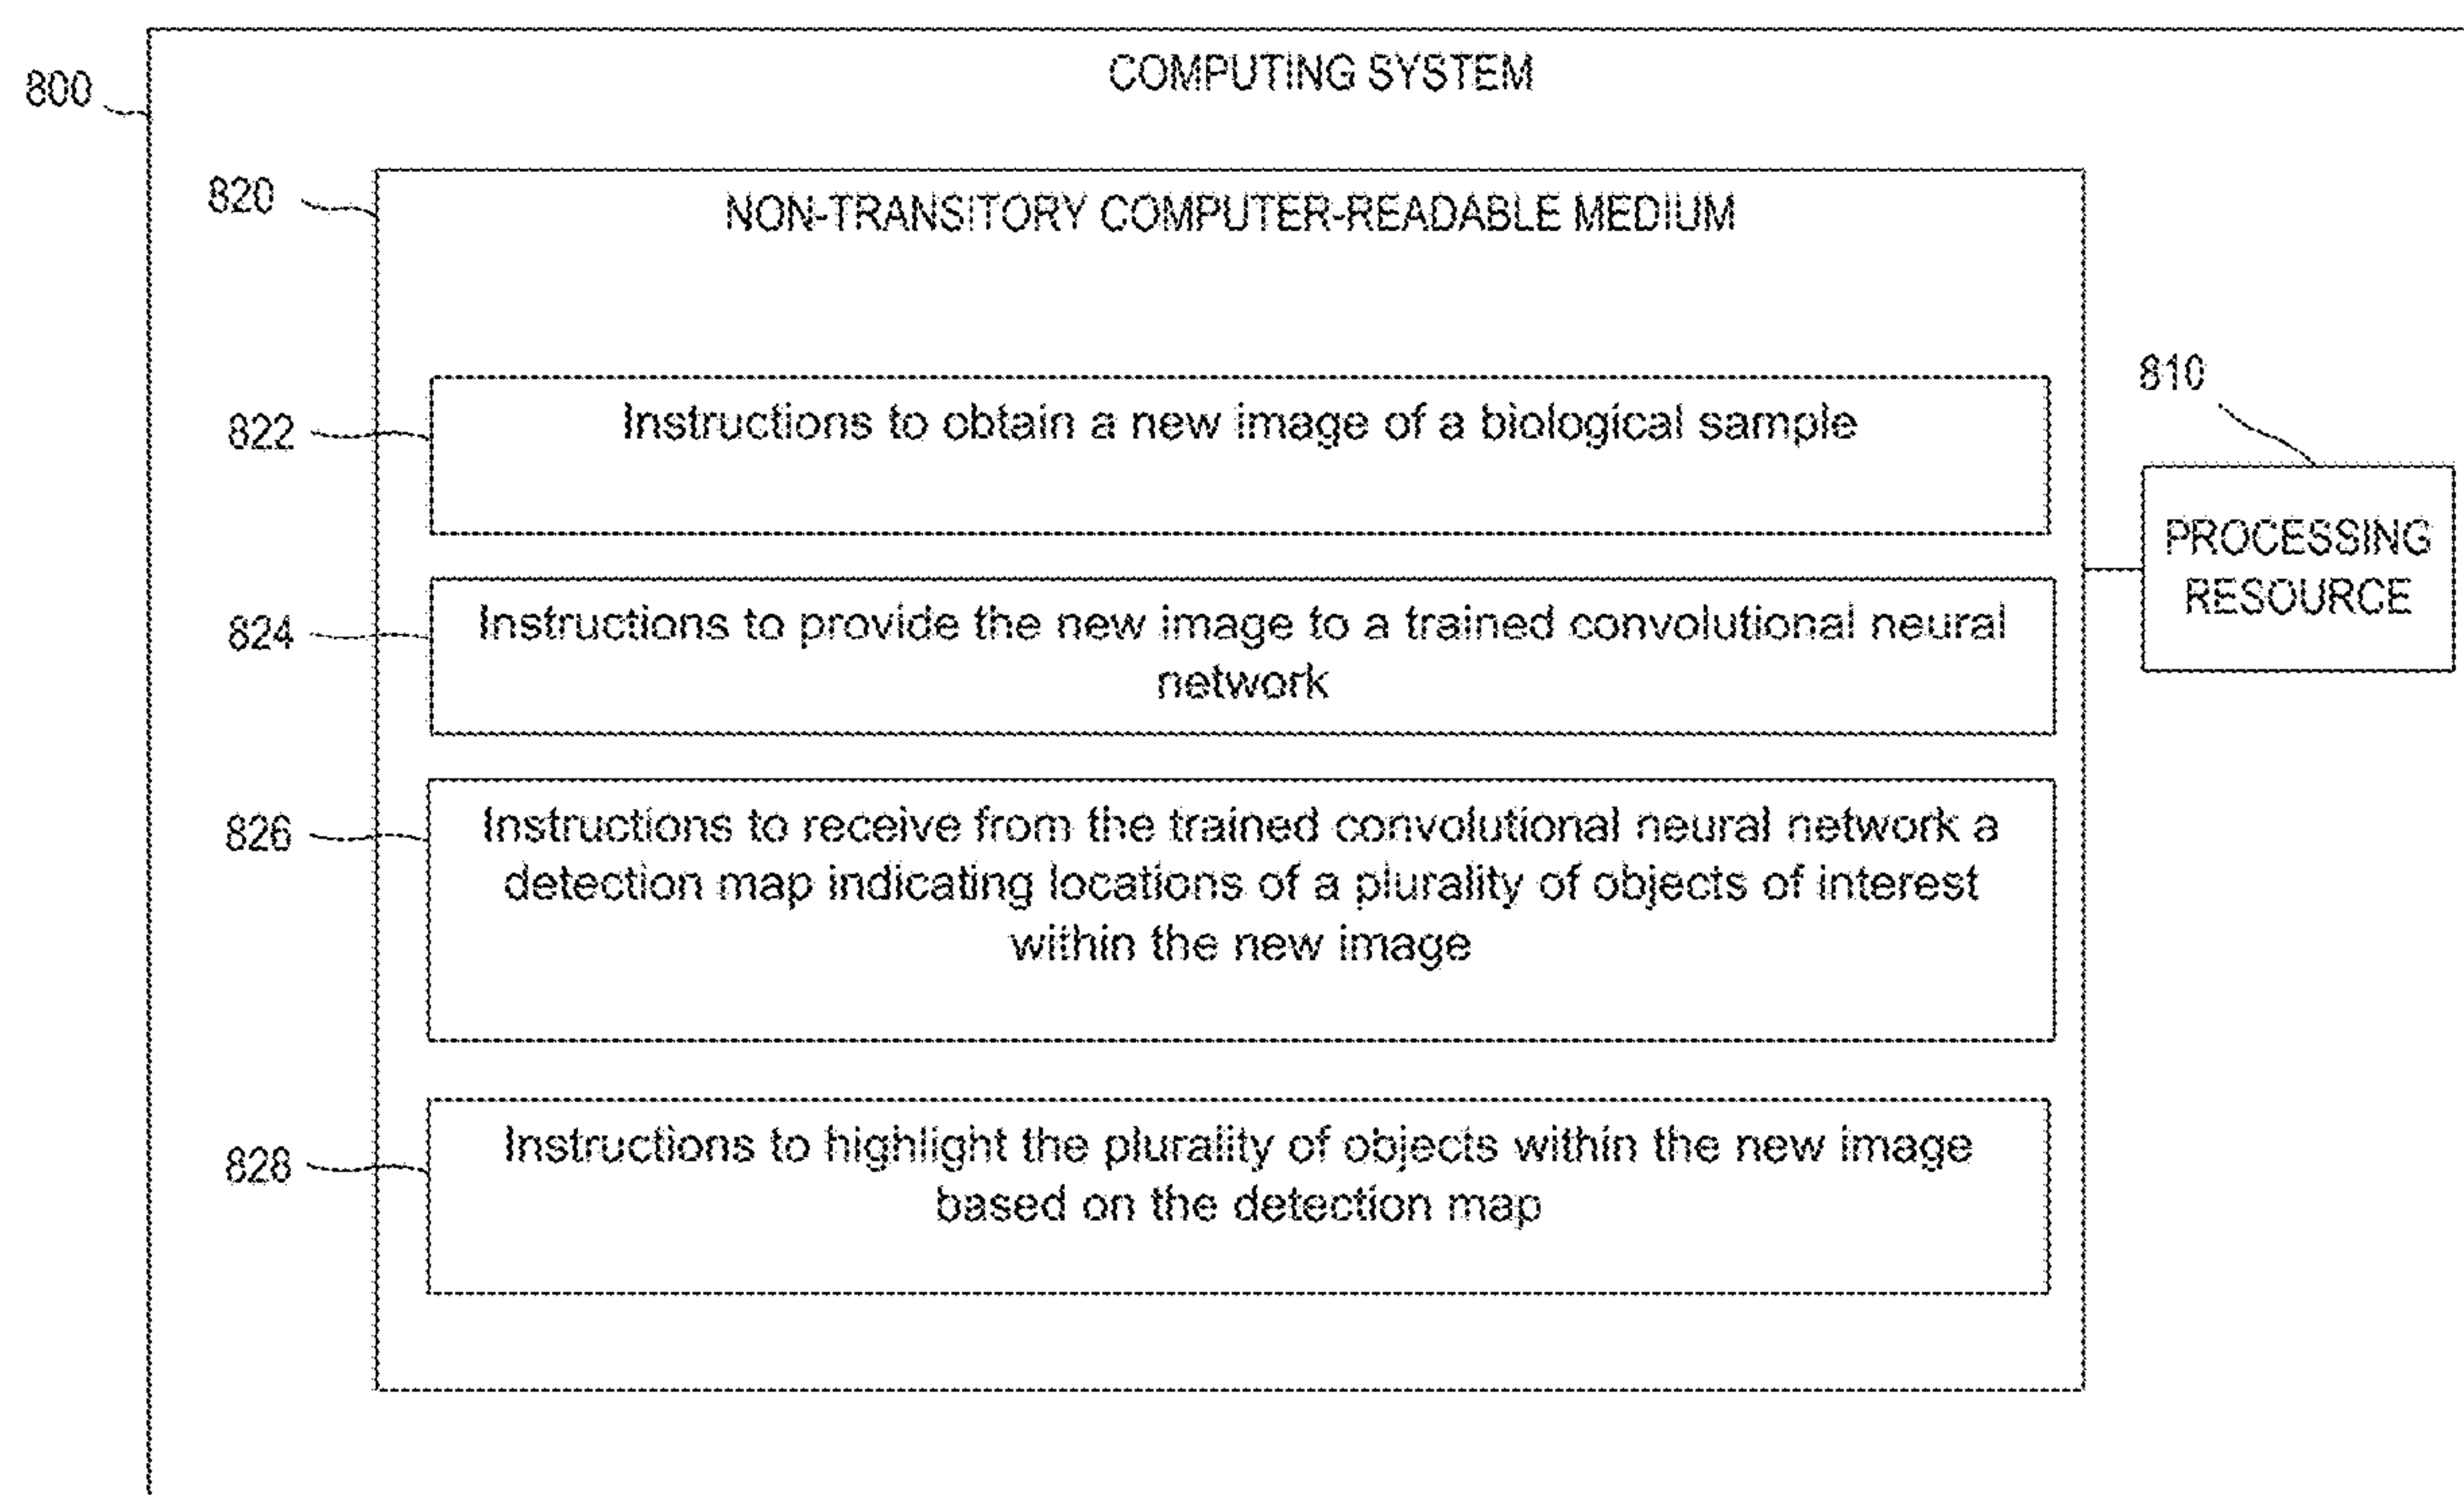 800
COMPUTING SYSTEM
820
NON-TRANSITORY COMPUTER-READABLE MEDIUM
822
Instructions to obtain a new image of a biological sample
810
PROCESSING
RESOURCE
824
Instructions to provide the new image to a trained convolutional neural
network
826
Instructions to receive from the trained convolutional neural network a
detection map indicating locations of a plurality of objects of interest
within the new image
828
Instructions to highlight the plurality of objects within the new image
based on the detection map